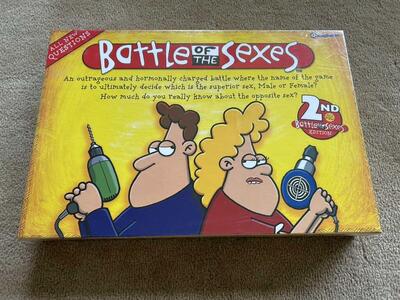 ALL NEW
QUESTIONS
BATTLE OF THE SEXES
An outrageous and hormonally charged battle where the name of the game
is to ultimately decide which is the superior sex, Male or Female?
How much do you really know about the opposite sex?
2ND
Battle of the Sexes
EDITION